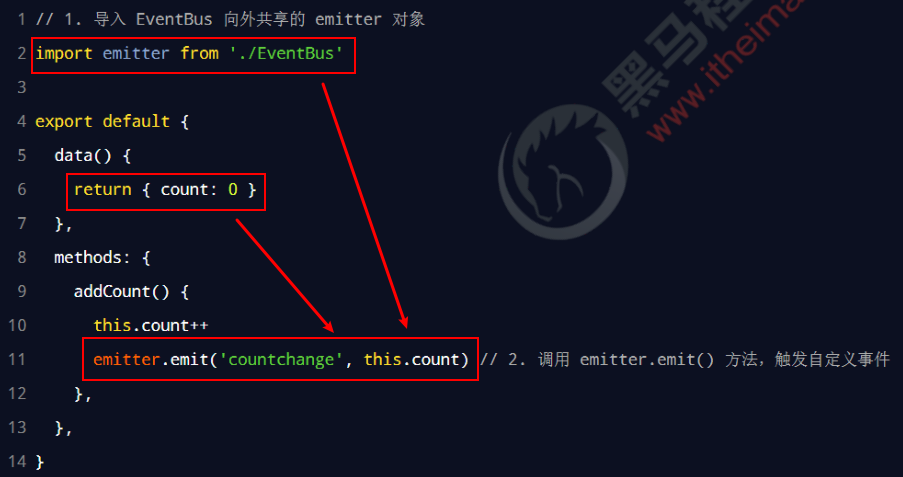 1 // 1. 导入 EventBus 向外共享的 emitter 对象
2 import emitter from './EventBus'
3
4 export default {
5 data() {
6 return { count: 0 }
7 },
8 methods: {
9 addCount() {
10 this.count++
11 emitter.emit('countchange', this.count) // 2. 调用 emitter.emit() 方法，触发自定义事件
12 },
13 },
14 }
黑马程
www.itheima